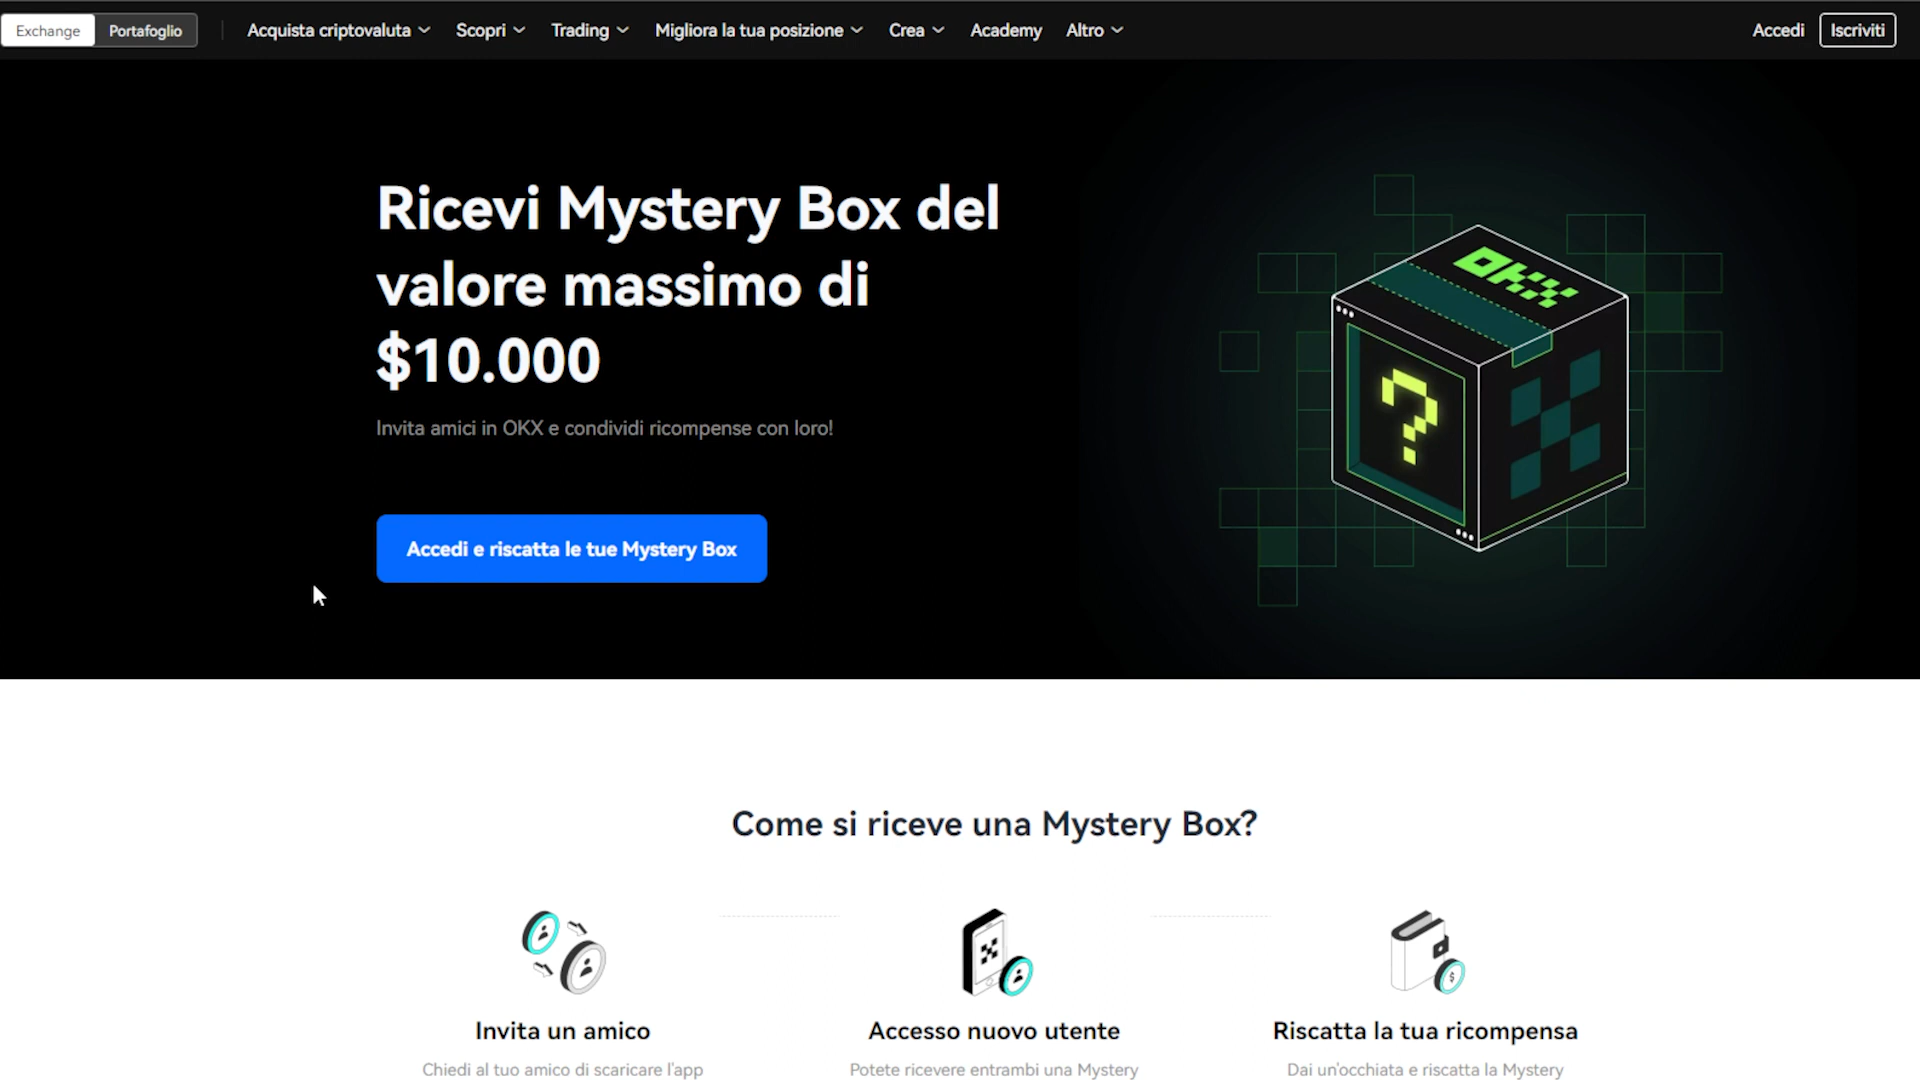 Exchange Portafoglio Acquista criptovaluta Scopri Trading Migliora la tua posizione Crea Academy Altro Accedi Iscriviti
Ricevi Mystery Box del
valore massimo di
$10.000
Invita amici in OKX e condividi ricompense con loro!
Accedi e riscatta le tue Mystery Box
OKX
?
Come si riceve una Mystery Box?
Invita un amico
Chiedi al tuo amico di scaricare l'app
Accesso nuovo utente
Potete ricevere entrambi una Mystery
Riscatta la tua ricompensa
Dai un'occhiata e riscatta la Mystery